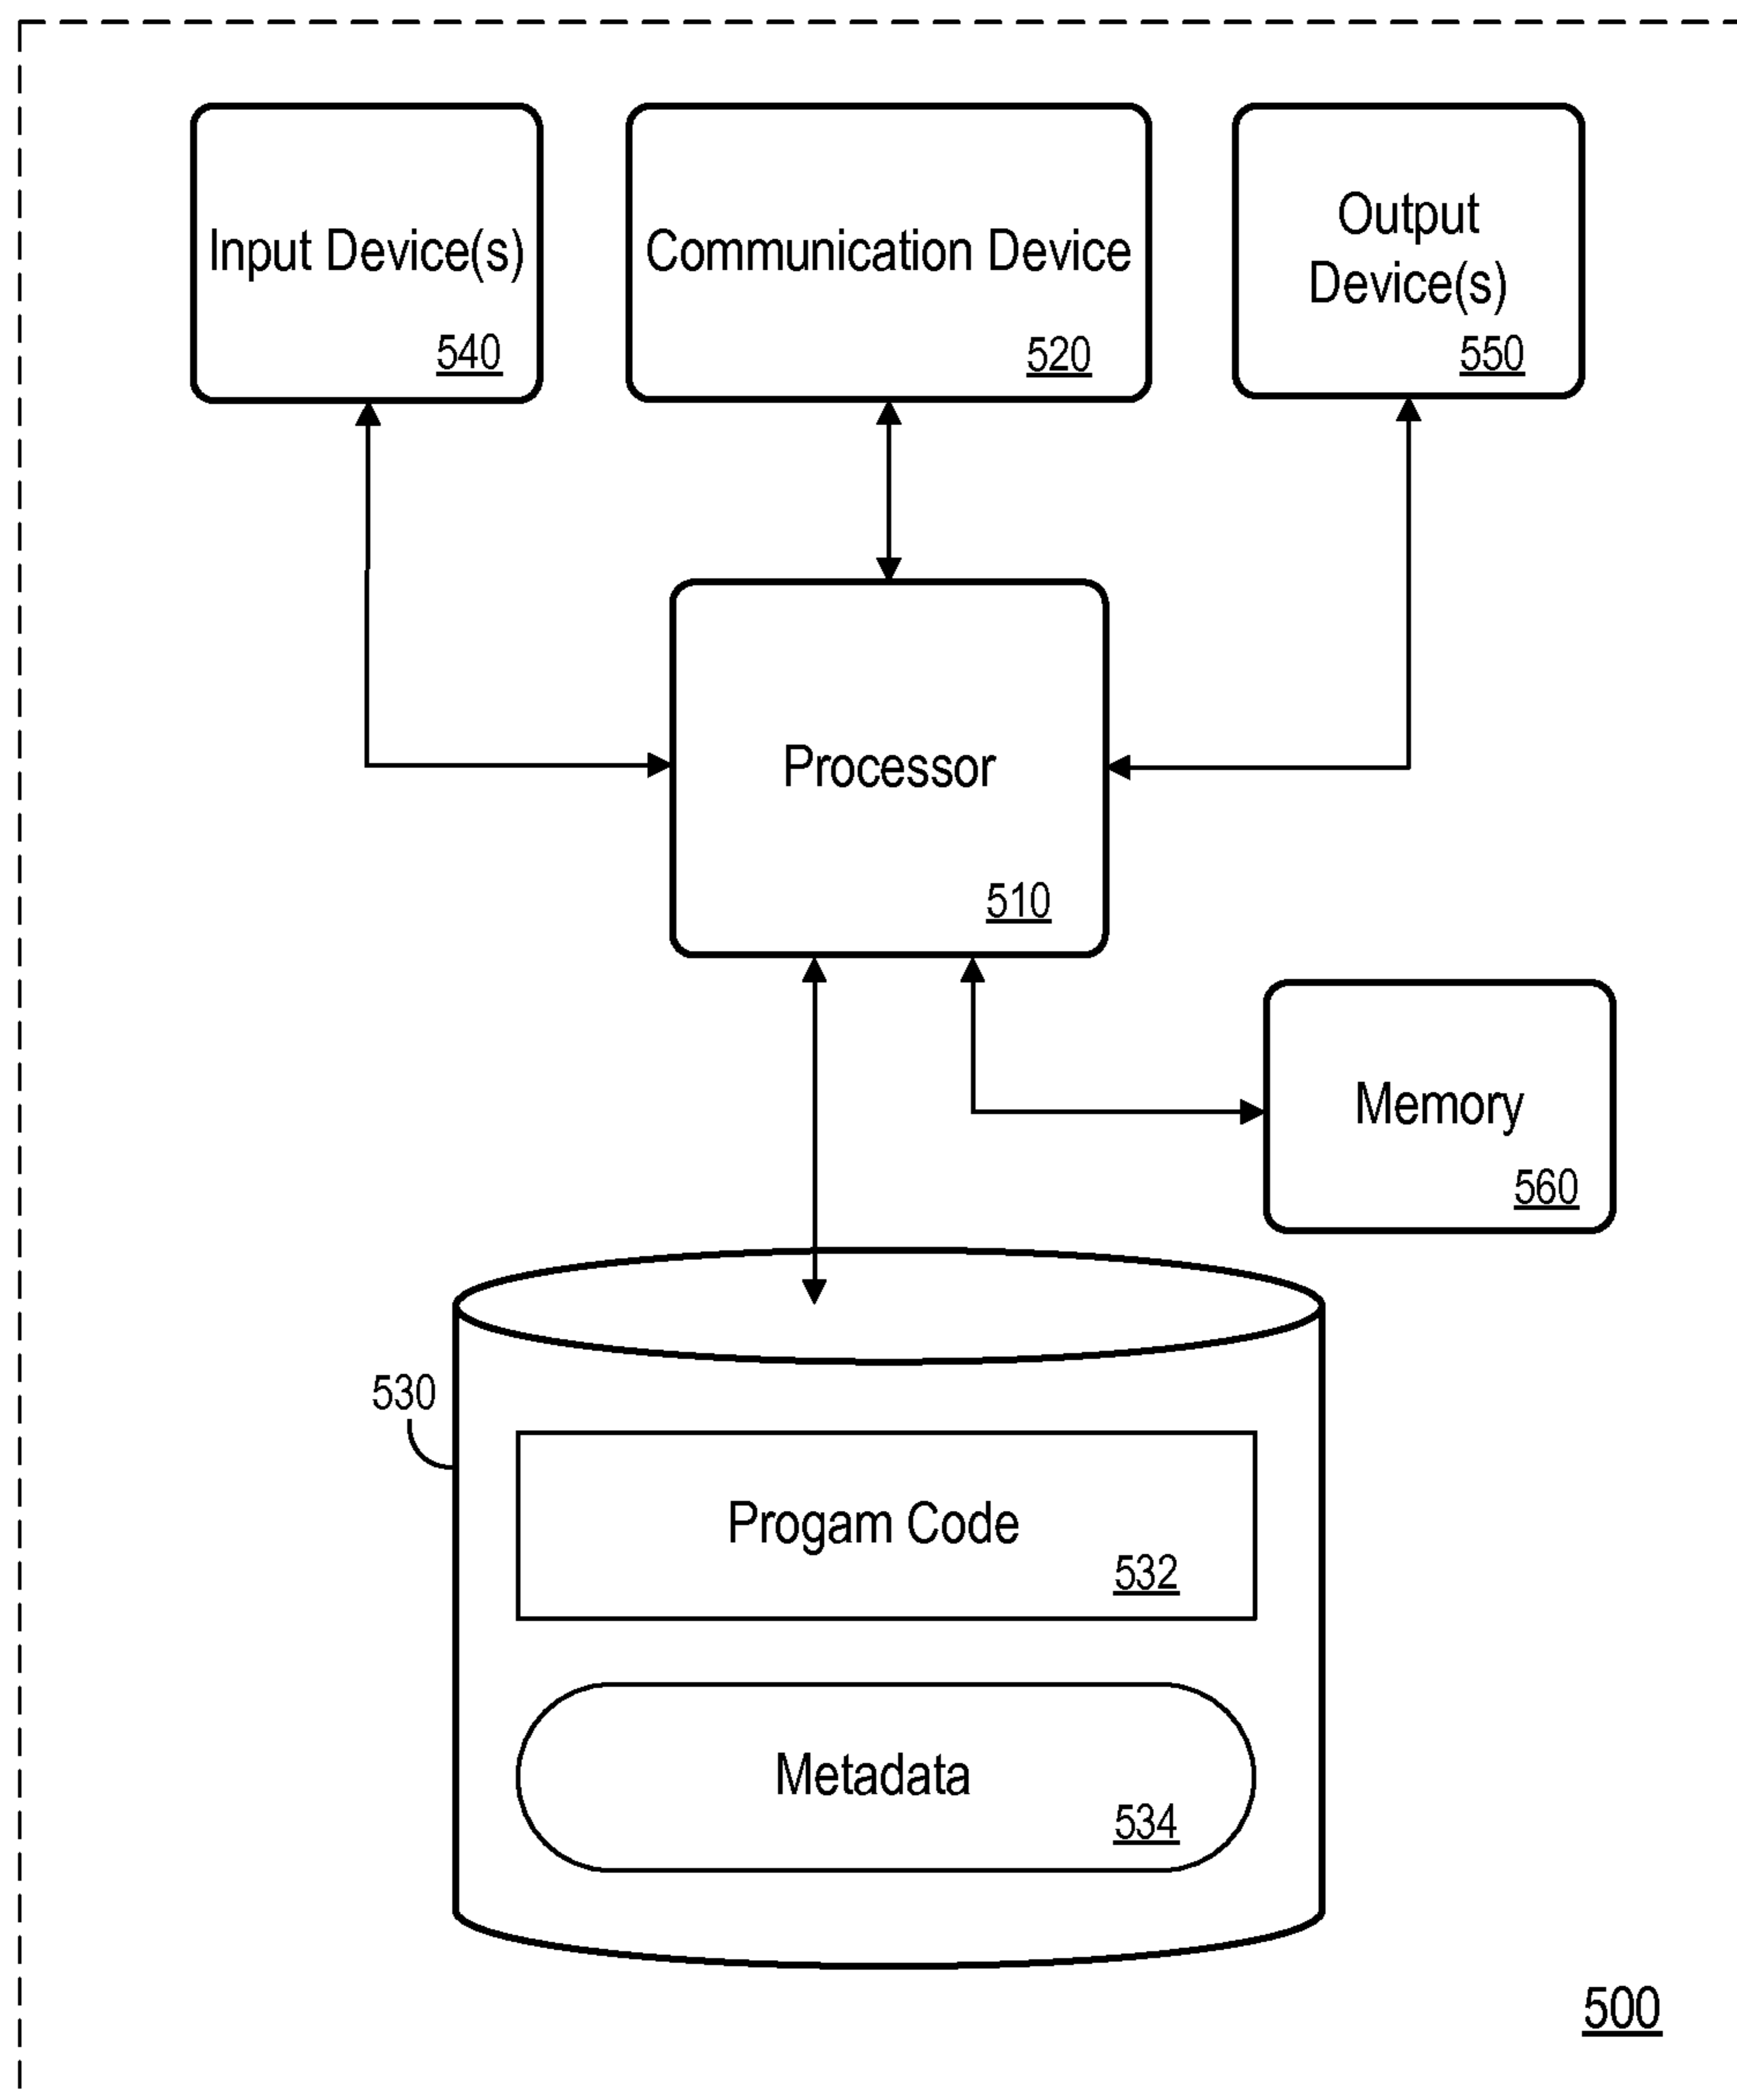 Input Device(s)
540
Communication Device
520
Output
Device(s)
550
Processor
510
Memory
560
530
Progam Code
532
Metadata
534
500